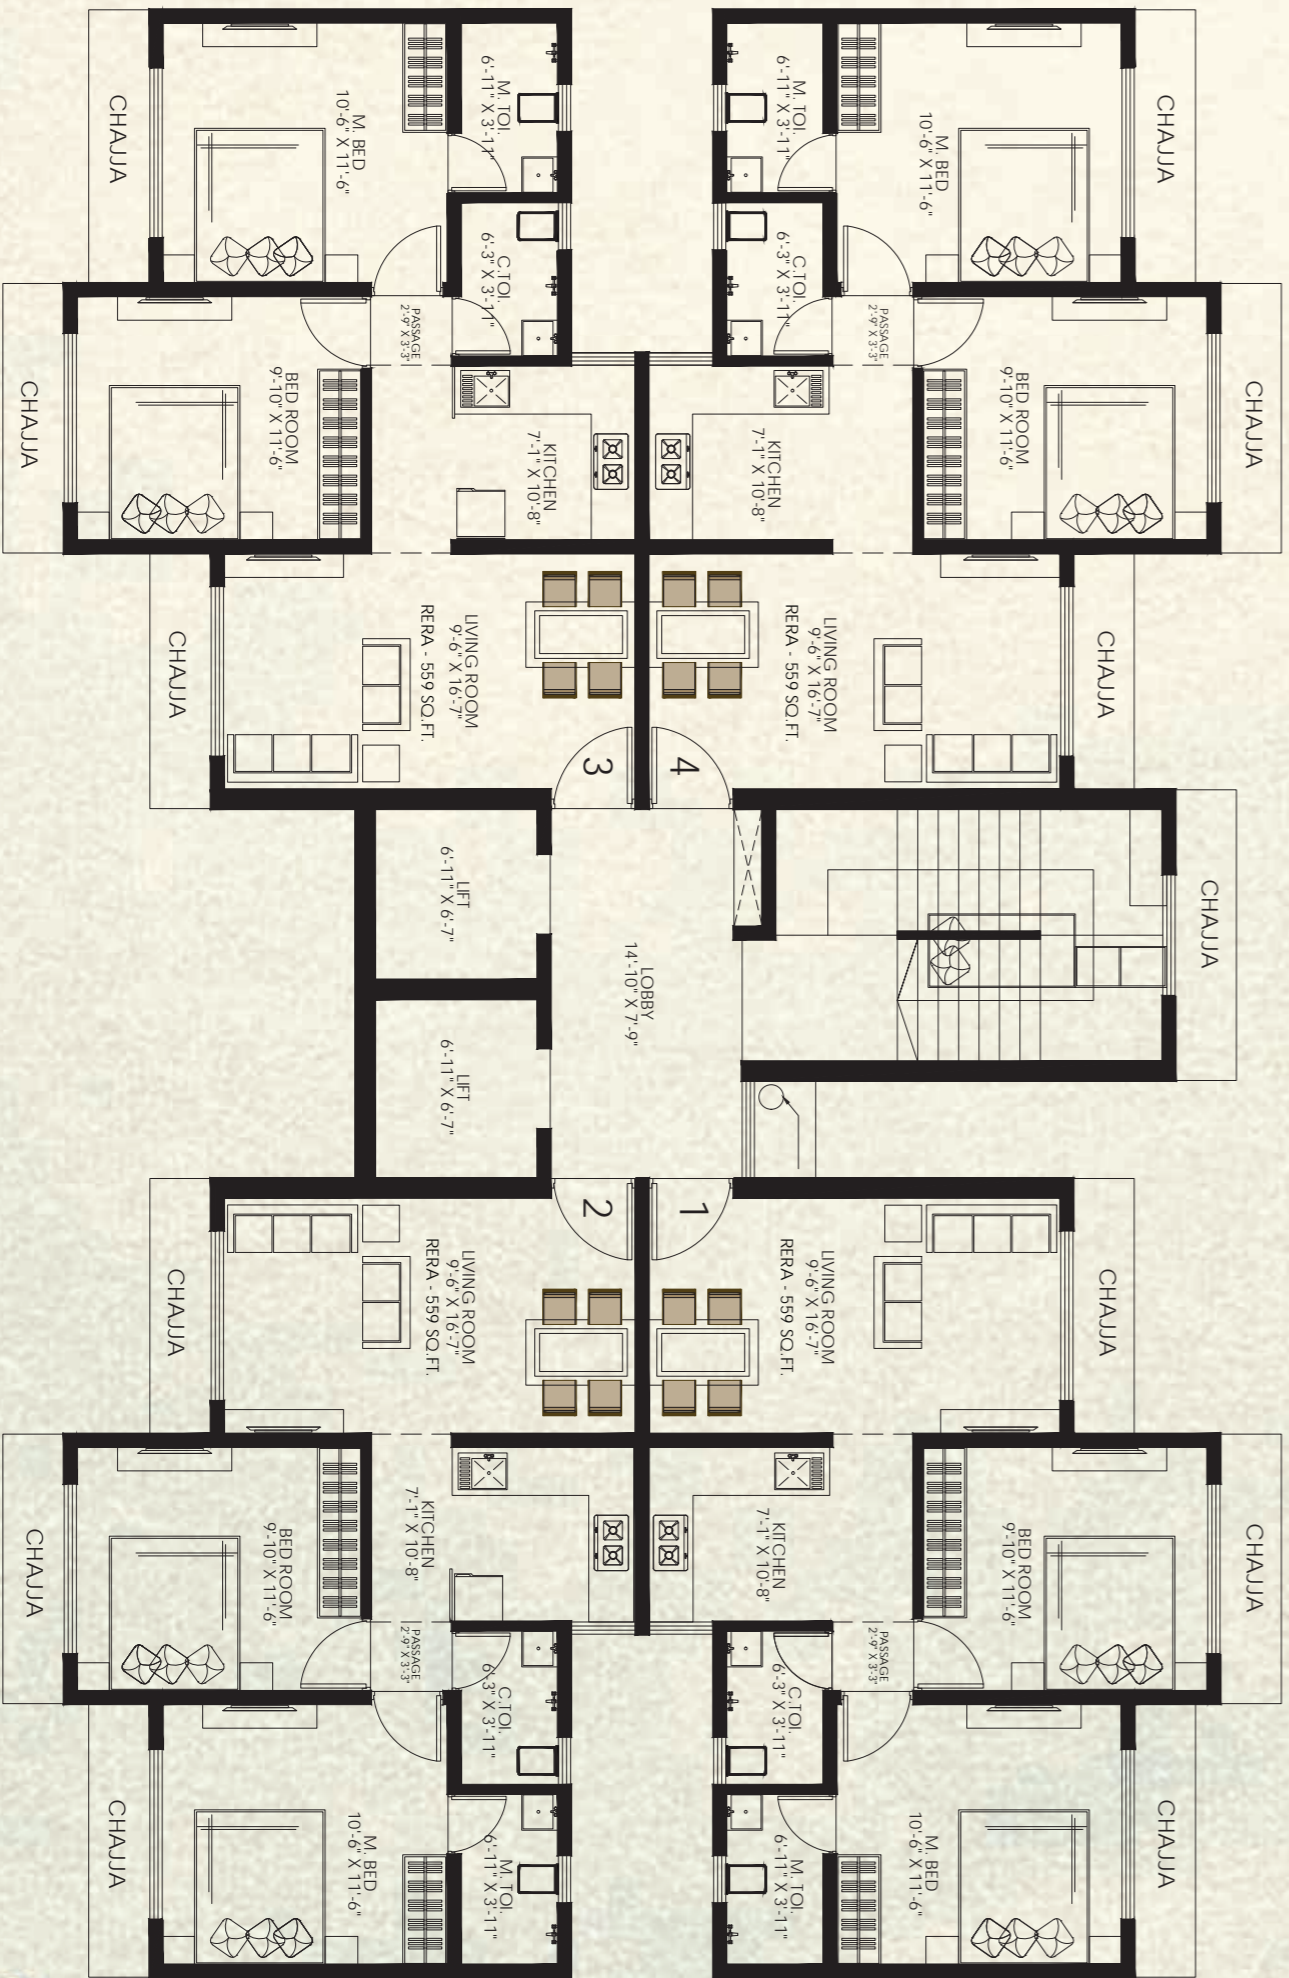 CHAJJA
M. BED
10'-6" X 11'-6"
M. TOI.
6'-11" X 3'-11"
M. TOI.
6'-11" X 3'-11"
M. BED
10'-6" X 11'-6"
CHAJJA
C.TOI.
6'-3" X 3'-11"
C.TOI.
6'-3" X 3'-11"
PASSAGE
2'-9" X 3'-3"
PASSAGE
2'-9" X 3'-3"
CHAJJA
BED ROOM
9'-10" X 11'-6"
KITCHEN
7'-1" X 10'-8"
KITCHEN
7'-1" X 10'-8"
BED ROOM
9'-10" X 11'-6"
CHAJJA
CHAJJA
LIVING ROOM
9'-6" X 16'-7"
RERA - 559 SQ.FT.
LIVING ROOM
9'-6" X 16'-7"
RERA - 559 SQ.FT.
CHAJJA
3
4
LIFT
6'-11" X 6'-7"
LOBBY
14'-10" X 7'-9"
CHAJJA
LIFT
6'-11" X 6'-7"
2
1
CHAJJA
LIVING ROOM
9'-6" X 16'-7"
RERA - 559 SQ.FT.
LIVING ROOM
9'-6" X 16'-7"
RERA - 559 SQ.FT.
CHAJJA
CHAJJA
BED ROOM
9'-10" X 11'-6"
KITCHEN
7'-1" X 10'-8"
KITCHEN
7'-1" X 10'-8"
BED ROOM
9'-10" X 11'-6"
CHAJJA
PASSAGE
2'-9" X 3'-3"
PASSAGE
2'-9" X 3'-3"
C.TOI.
6'-3" X 3'-11"
C.TOI.
6'-3" X 3'-11"
CHAJJA
M. BED
10'-6" X 11'-6"
M. TOI.
6'-11" X 3'-11"
M. TOI.
6'-11" X 3'-11"
M. BED
10'-6" X 11'-6"
CHAJJA